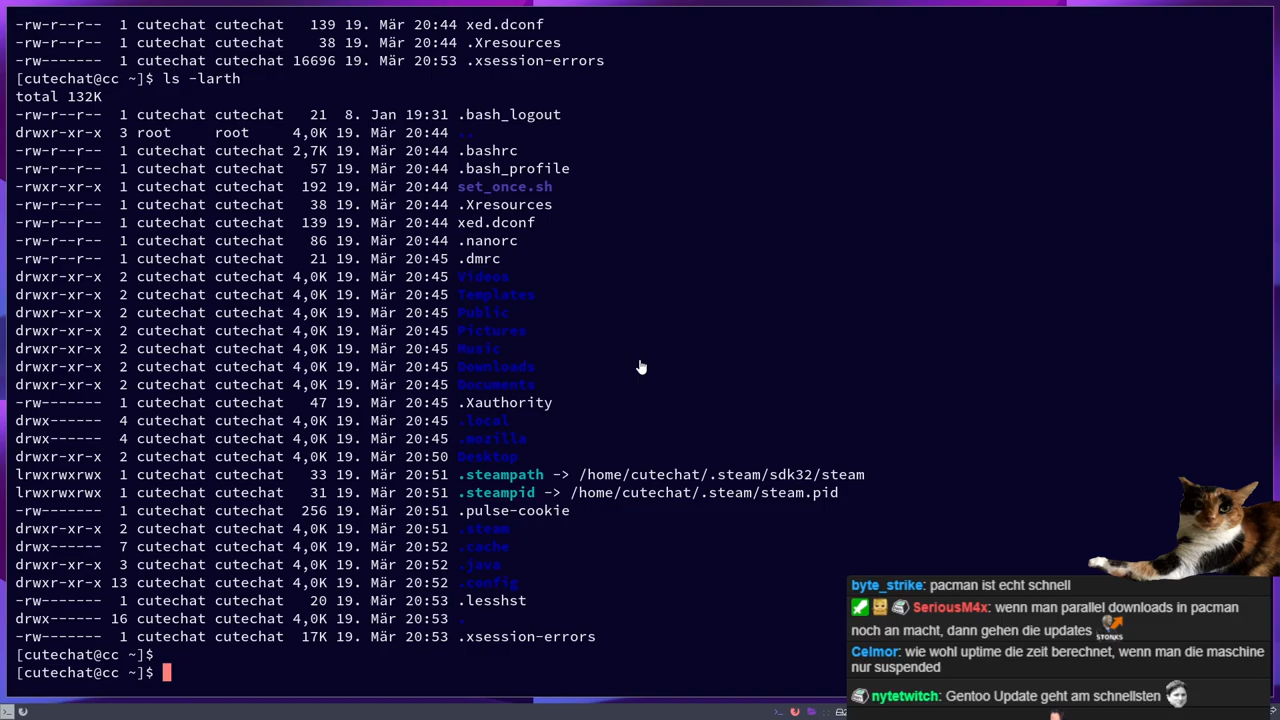 -rw-r--r-- 1 cutechat cutechat 139 19. Mär 20:44 xed.dconf
-rw-r--r-- 1 cutechat cutechat 38 19. Mär 20:44 .Xresources
-rw------- 1 cutechat cutechat 16696 19. Mär 20:53 .xsession-errors
[cutechat@cc ~]$ ls -larth
total 132K
-rw-r--r-- 1 cutechat cutechat 21 8. Jan 19:31 .bash_logout
drwxr-xr-x 3 root root 4,0K 19. Mär 20:44 ..
-rw-r--r-- 1 cutechat cutechat 2,7K 19. Mär 20:44 .bashrc
-rw-r--r-- 1 cutechat cutechat 57 19. Mär 20:44 .bash_profile
-rwxr-xr-x 1 cutechat cutechat 192 19. Mär 20:44 set_once.sh
-rw-r--r-- 1 cutechat cutechat 38 19. Mär 20:44 .Xresources
-rw-r--r-- 1 cutechat cutechat 139 19. Mär 20:44 xed.dconf
-rw-r--r-- 1 cutechat cutechat 86 19. Mär 20:44 .nanorc
-rw-r--r-- 1 cutechat cutechat 21 19. Mär 20:45 .dmrc
drwxr-xr-x 2 cutechat cutechat 4,0K 19. Mär 20:45 Videos
drwxr-xr-x 2 cutechat cutechat 4,0K 19. Mär 20:45 Templates
drwxr-xr-x 2 cutechat cutechat 4,0K 19. Mär 20:45 Public
drwxr-xr-x 2 cutechat cutechat 4,0K 19. Mär 20:45 Pictures
drwxr-xr-x 2 cutechat cutechat 4,0K 19. Mär 20:45 Music
drwxr-xr-x 2 cutechat cutechat 4,0K 19. Mär 20:45 Downloads
drwxr-xr-x 2 cutechat cutechat 4,0K 19. Mär 20:45 Documents
-rw------- 1 cutechat cutechat 47 19. Mär 20:45 .Xauthority
drwx------ 4 cutechat cutechat 4,0K 19. Mär 20:45 .local
drwx------ 4 cutechat cutechat 4,0K 19. Mär 20:45 .mozilla
drwxr-xr-x 2 cutechat cutechat 4,0K 19. Mär 20:50 Desktop
lrwxrwxrwx 1 cutechat cutechat 33 19. Mär 20:51 .steampath -> /home/cutechat/.steam/sdk32/steam
lrwxrwxrwx 1 cutechat cutechat 31 19. Mär 20:51 .steampid -> /home/cutechat/.steam/steam.pid
-rw------- 1 cutechat cutechat 256 19. Mär 20:51 .pulse-cookie
drwxr-xr-x 2 cutechat cutechat 4,0K 19. Mär 20:51 .steam
drwx------ 7 cutechat cutechat 4,0K 19. Mär 20:52 .cache
drwxr-xr-x 3 cutechat cutechat 4,0K 19. Mär 20:52 .java
drwxr-xr-x 13 cutechat cutechat 4,0K 19. Mär 20:52 .config
-rw------- 1 cutechat cutechat 20 19. Mär 20:53 .lesshst
drwx------ 16 cutechat cutechat 4,0K 19. Mär 20:53 .
-rw------- 1 cutechat cutechat 17K 19. Mär 20:53 .xsession-errors
[cutechat@cc ~]$
[cutechat@cc ~]$
byte_strike: pacman ist echt schnell
SeriousM4x: wenn man parallel downloads in pacman
noch an macht, dann gehen die updates STONKS
Celmor: wie wohl uptime die zeit berechnet, wenn man die maschine
nur suspended
nytetwitch: Gentoo Update geht am schnellsten